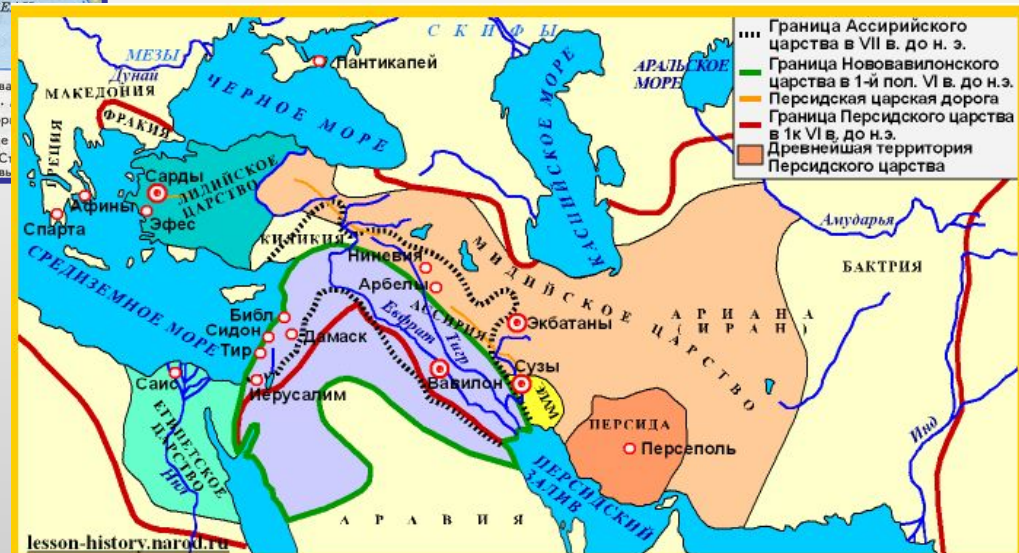 Граница Ассирийского
царства в VII в. до н. э.
Граница Нововавилонского
царства в 1-й пол. VI в. до н.э.
Персидская царская дорога
Граница Персидского царства
в 1к VI в. до н.э.
Древнейшая территория
Персидского царства
СКИФЫ
МЕЗЫ
Дунай
Пантикапей
АРАЛЬСКОЕ
МОРЕ
МАКЕДОНИЯ
ФРАКИЯ
ЧЕРНОЕ МОРЕ
КАСПИЙСКОЕ МОРЕ
ГРЕЦИЯ
Сарды
ЛИДИЙСКОЕ
ЦАРСТВО
Афины
Спарта
Эфес
КИЛИКИЯ
Амударья
БАКТРИЯ
СРЕДИЗЕМНОЕ МОРЕ
Ниневия
Арбелы
МИДИЙСКОЕ ЦАРСТВО
АССИРИЯ
АРИАНА
(ИРАН)
Библ
Сидон
Тир
Дамаск
Евфрат
Тигр
Экбатаны
Сузы
Вавилон
Иерусалим
Саис
ЕГИПЕТСКОЕ
ЦАРСТВО
Нил
ПЕРСИДА
Персеполь
Инд
ПЕРСИДСКИЙ
ЗАЛИВ
АРАВИЯ
lesson-history.narod.ru